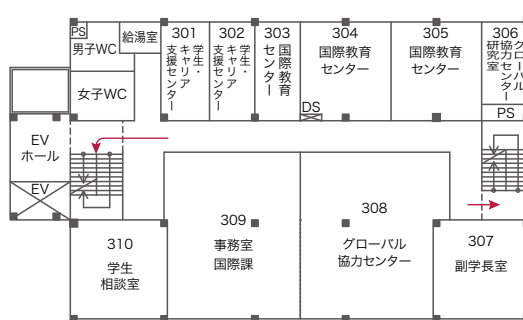 PS
男子WC
給湯室
女子WC
301
学生・
キャリア
支援センター
302
学生・
キャリア
支援センター
303
国際教育
センター
304
国際教育
センター
305
国際教育
センター
306
グローバル
協力センター
研究室
DS
PS
EV
ホール
EV
310
学生
相談室
309
事務室
国際課
308
グローバル
協力センター
307
副学長室